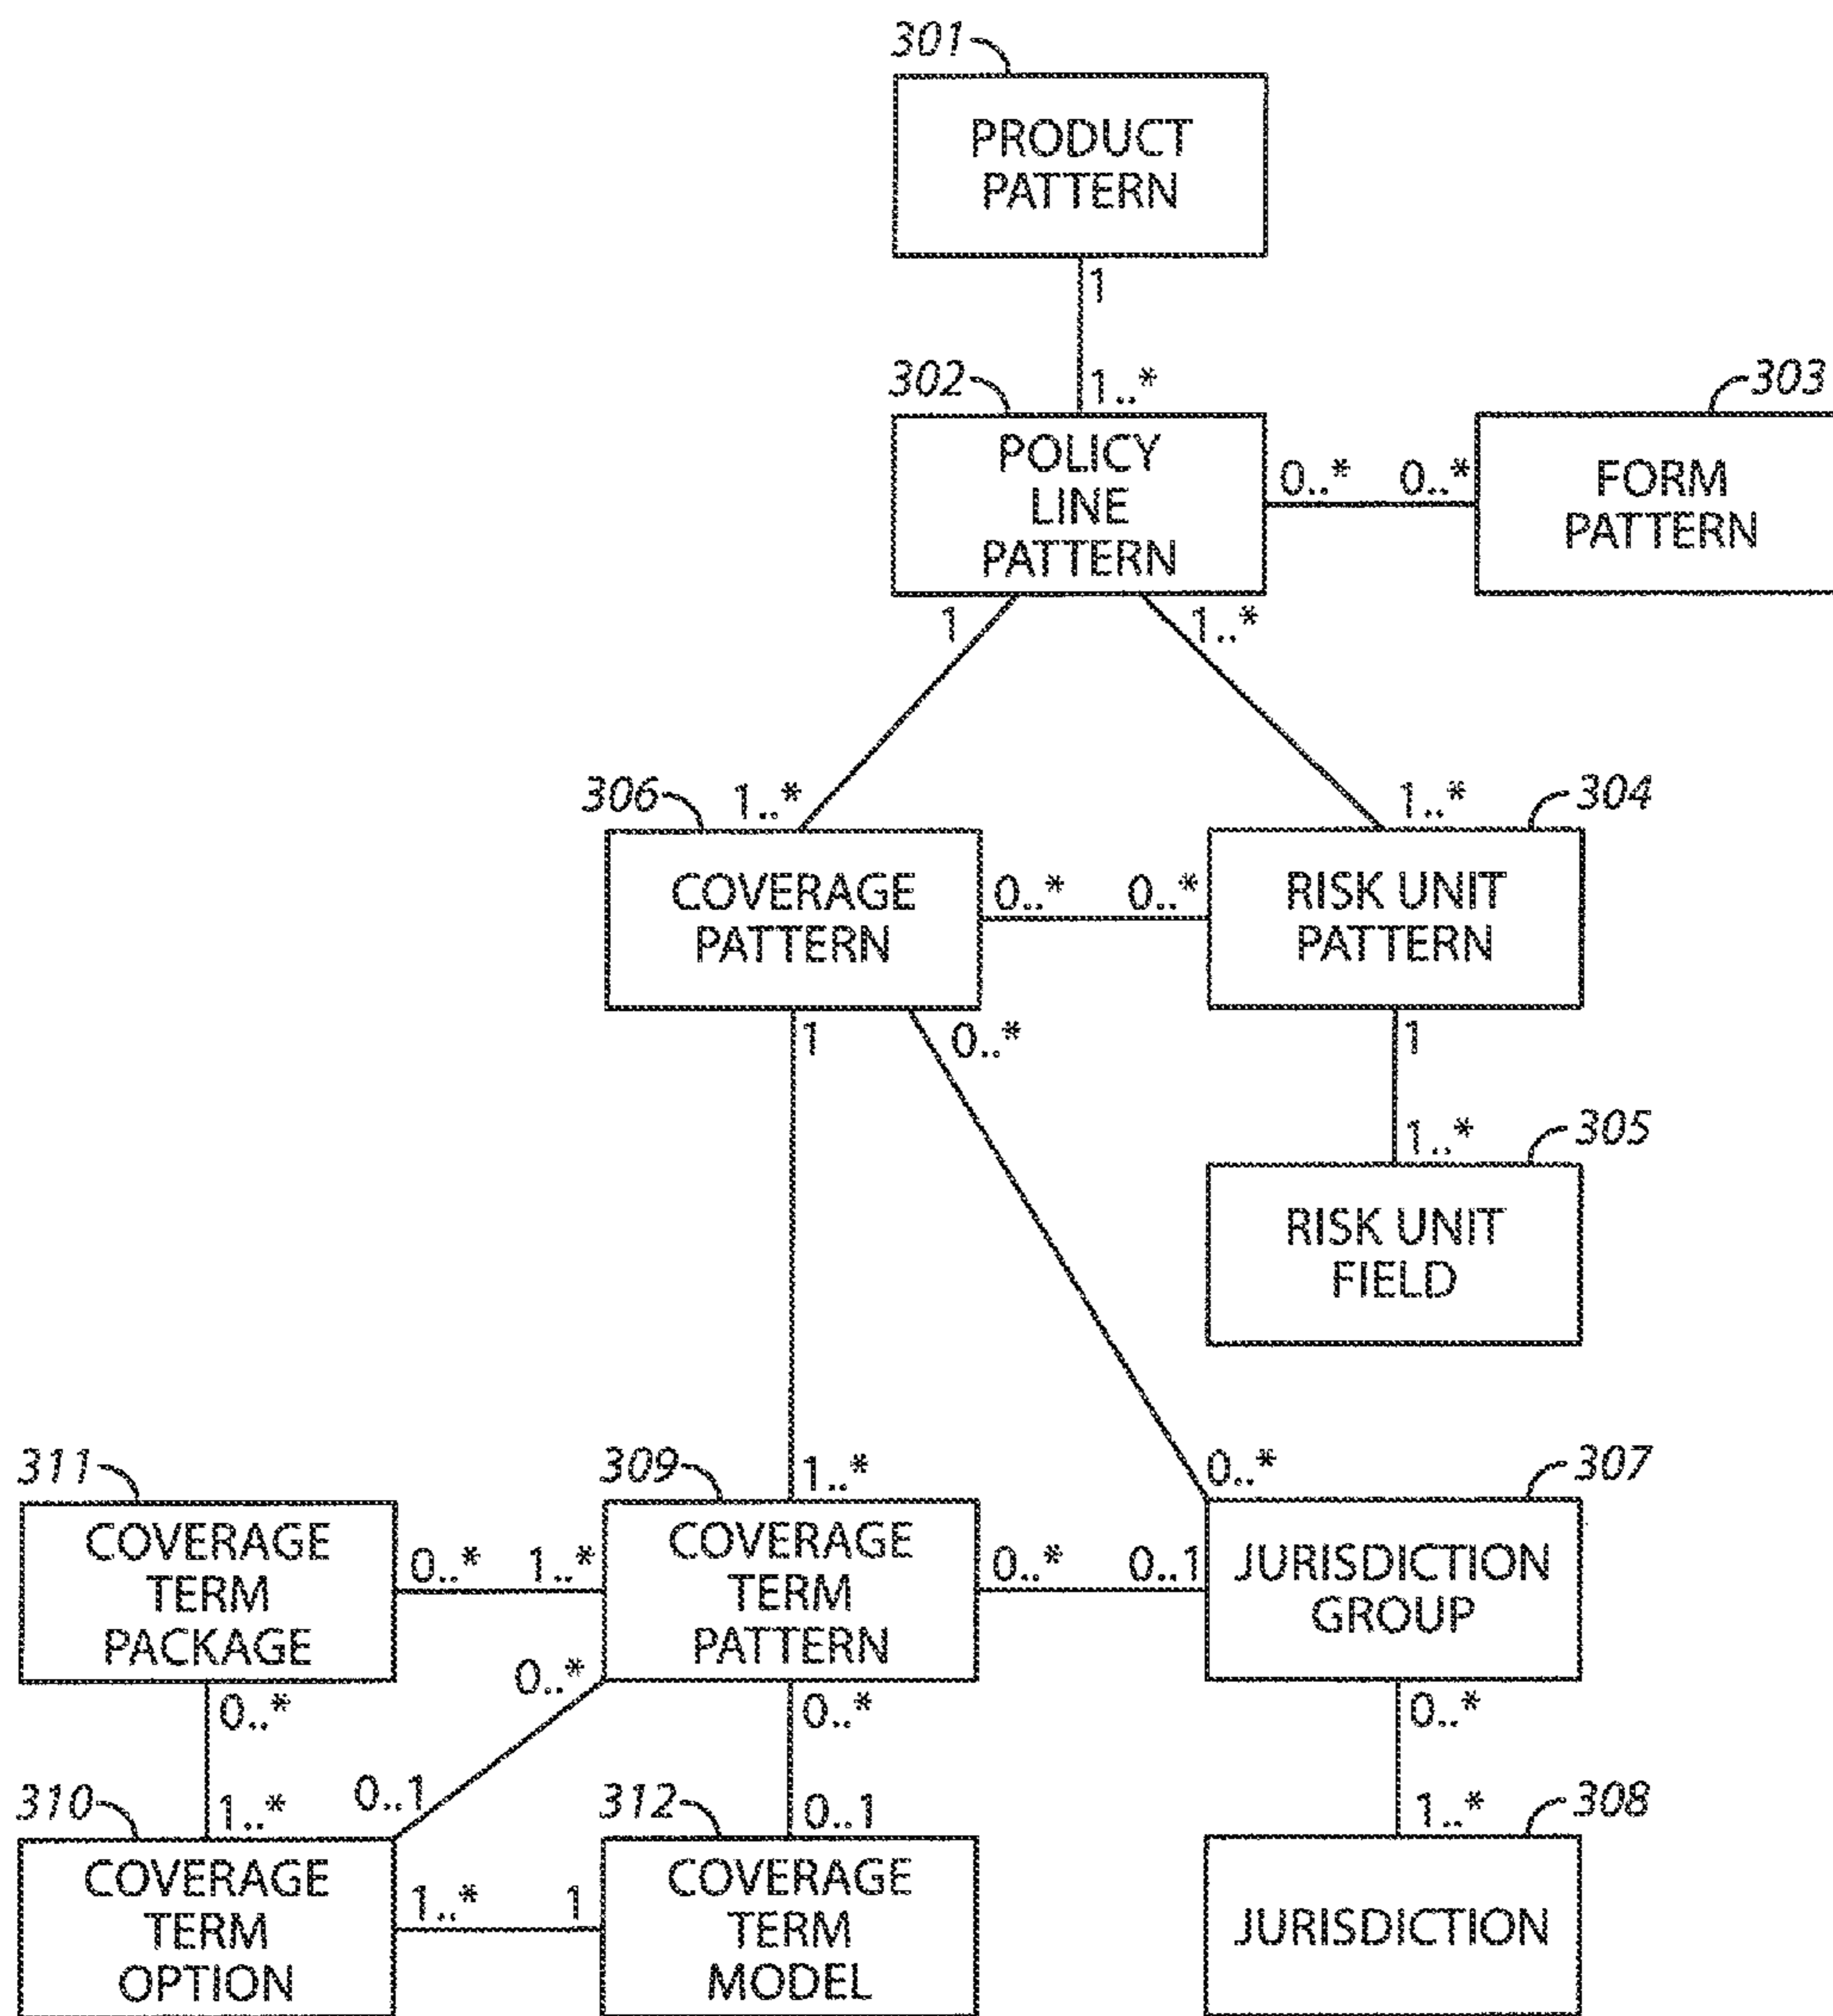 301
PRODUCT
PATTERN
1
1..*
302
POLICY
LINE
PATTERN
0..* 0..*
303
FORM
PATTERN
1
1..*
1..*
1..*
306
COVERAGE
PATTERN
0..* 0..*
304
RISK UNIT
PATTERN
1
0..*
1
1..*
305
RISK UNIT
FIELD
1..*
0..*
311
COVERAGE
TERM
PACKAGE
0..* 1..*
309
COVERAGE
TERM
PATTERN
0..* 0..1
307
JURISDICTION
GROUP
0..*
0..*
0..*
0..*
1..*
0..1
0..1
1..*
310
COVERAGE
TERM
OPTION
1..* 1
312
COVERAGE
TERM
MODEL
308
JURISDICTION